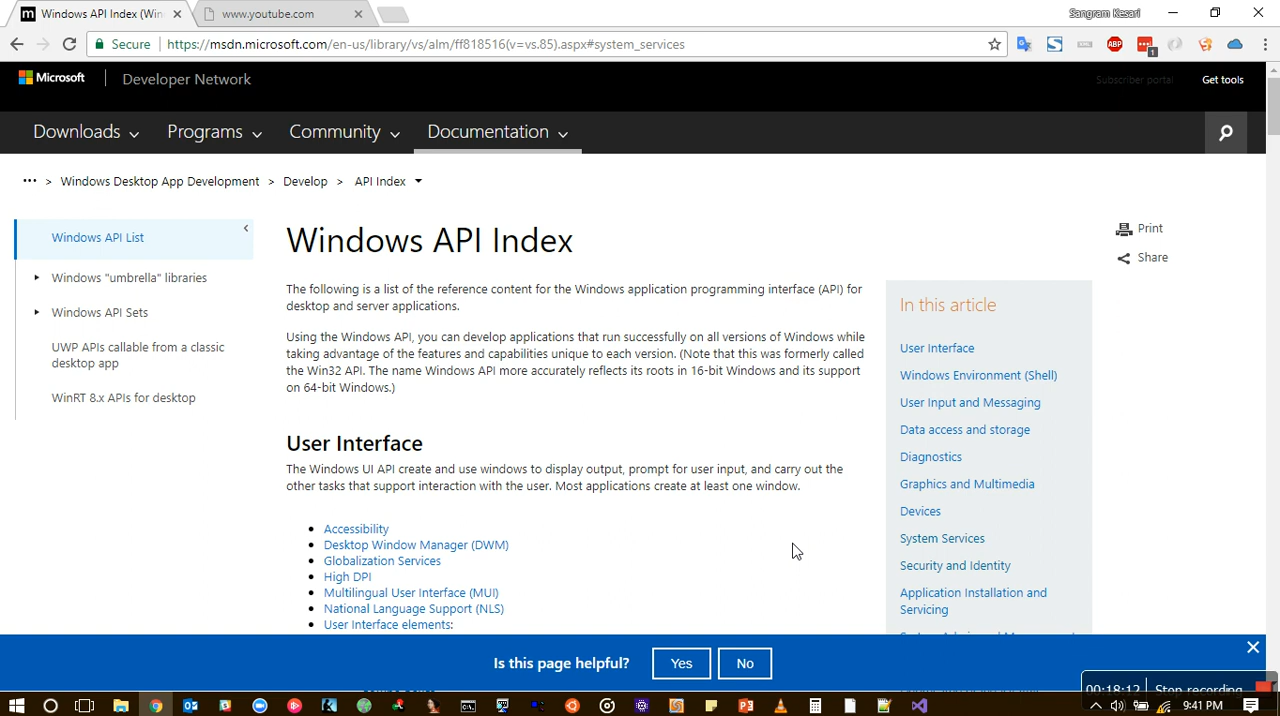 Windows API Index (Win
www.youtube.com
Sangram Kesari
Secure
https://msdn.microsoft.com/en-us/library/vs/alm/ff818516(v=vs.85).aspx#system_services
ABP
1
Microsoft
Developer Network
Subscriber portal
Get tools
Downloads
Programs
Community
Documentation
••• > Windows Desktop App Development > Develop > API Index
Windows API List
Windows "umbrella" libraries
Windows API Sets
UWP APIs callable from a classic
desktop app
WinRT 8.x APIs for desktop
Windows API Index
The following is a list of the reference content for the Windows application programming interface (API) for
desktop and server applications.
Using the Windows API, you can develop applications that run successfully on all versions of Windows while
taking advantage of the features and capabilities unique to each version. (Note that this was formerly called
the Win32 API. The name Windows API more accurately reflects its roots in 16-bit Windows and its support
on 64-bit Windows.)
User Interface
The Windows UI API create and use windows to display output, prompt for user input, and carry out the
other tasks that support interaction with the user. Most applications create at least one window.
• Accessibility
• Desktop Window Manager (DWM)
• Globalization Services
• High DPI
• Multilingual User Interface (MUI)
• National Language Support (NLS)
• User Interface elements:
Print
Share
In this article
User Interface
Windows Environment (Shell)
User Input and Messaging
Data access and storage
Diagnostics
Graphics and Multimedia
Devices
System Services
Security and Identity
Application Installation and
Servicing
Is this page helpful?
Yes
No
00:18:12
Stop recording
9:41 PM